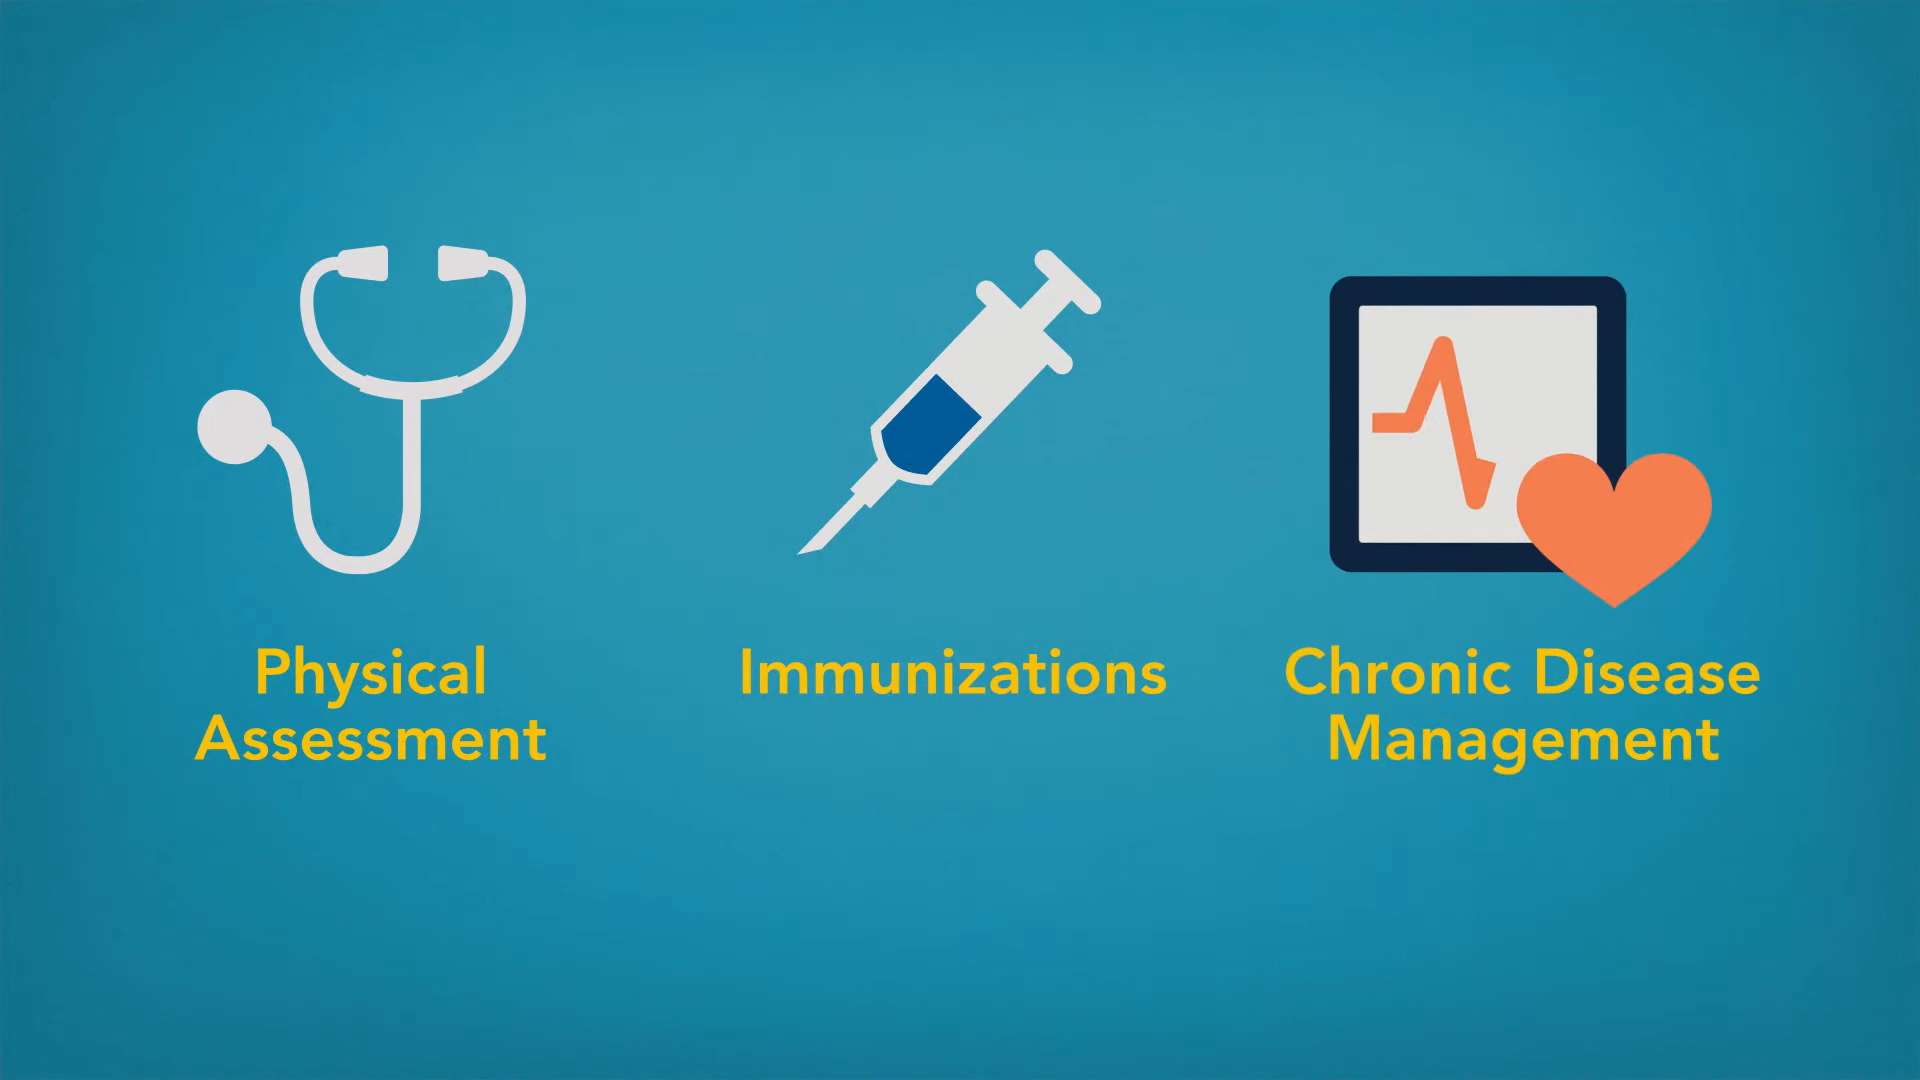 Physical
Assessment
Immunizations
Chronic Disease
Management